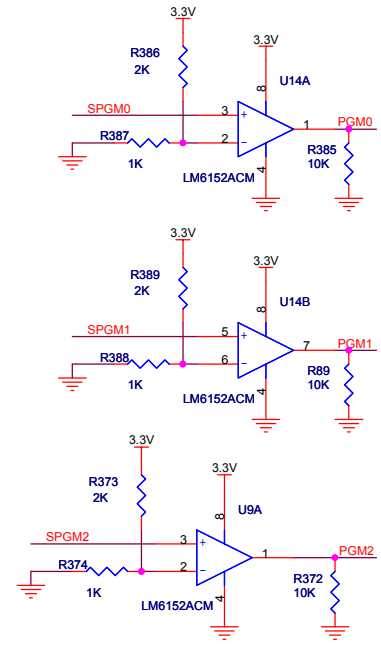 3.3V
R386
2K
3.3V
U14A
8
SPGM0
3
+
1
PGM0
R387
2
-
R385
10K
1K
4
LM6152ACM
3.3V
R389
2K
3.3V
U14B
8
SPGM1
5
+
7
PGM1
R388
6
-
R89
10K
1K
4
LM6152ACM
3.3V
R373
2K
3.3V
U9A
8
SPGM2
3
+
1
PGM2
R374
2
-
R372
10K
1K
4
LM6152ACM